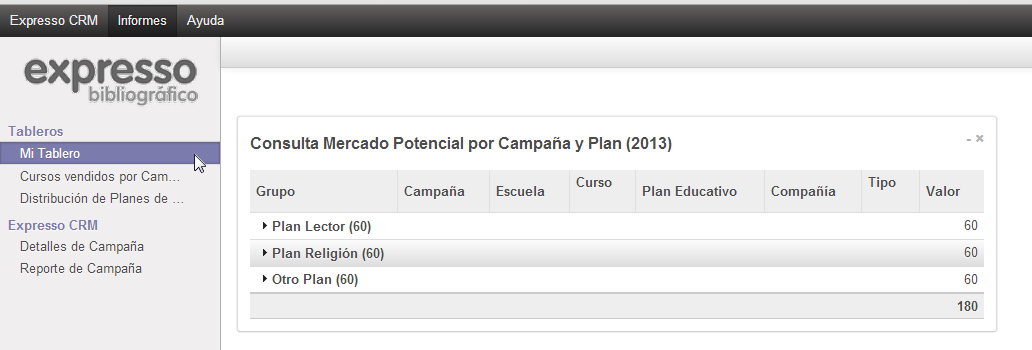 Expresso CRM Informes Ayuda
expresso
bibliográfico
Tableros
Mi Tablero
Cursos vendidos por Cam...
Distribución de Planes de ...
Expresso CRM
Detalles de Campaña
Reporte de Campaña
Consulta Mercado Potencial por Campaña y Plan (2013)
Grupo Campaña Escuela Curso Plan Educativo Compañía Tipo Valor
Plan Lector (60) 60
Plan Religión (60) 60
Otro Plan (60) 60
180